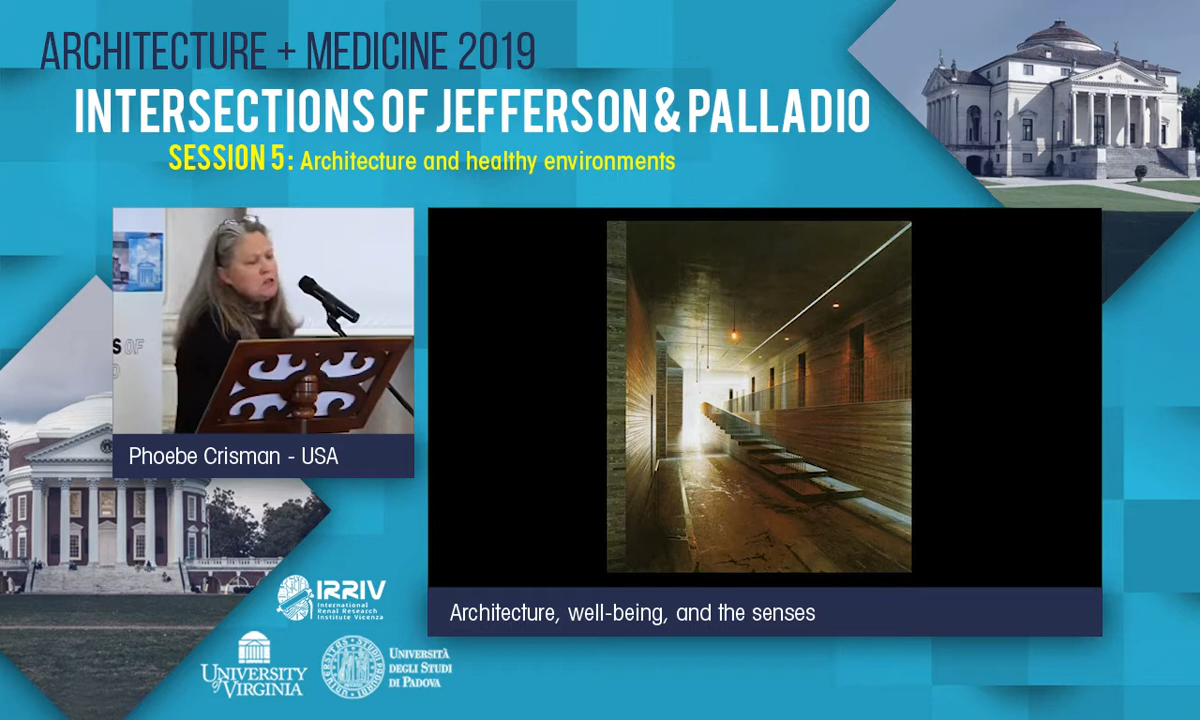 ARCHITECTURE + MEDICINE 2019
INTERSECTIONS OF JEFFERSON & PALLADIO
SESSION 5: Architecture and healthy environments
S OF
Phoebe Crisman - USA
Architecture, well-being, and the senses
IRRIV
International
Renal Research
Institute Vicenza
UNIVERSITY
of VIRGINIA
UNIVERSITÀ
DEGLI STUDI
DI PADOVA